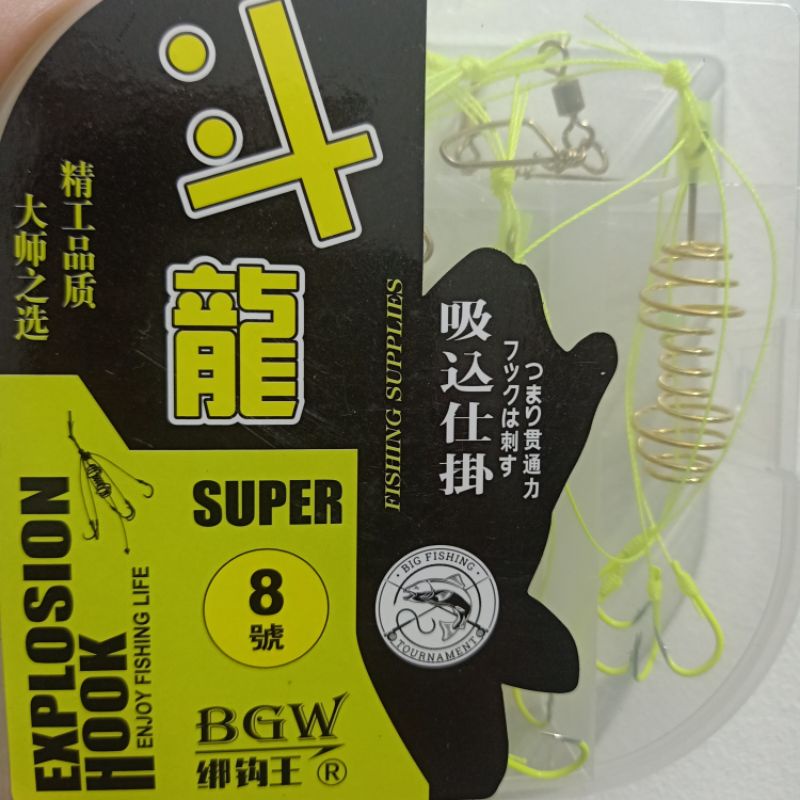 斗龍
精工品质
大师之选
FISHING SUPPLIES
吸込仕掛
つまり贯通力
フックは刺す
EXPLOSION
HOOK
ENJOY FISHING LIFE
SUPER
8
號
BIG FISHING
TOURNAMENT
BGW
绑钩王®